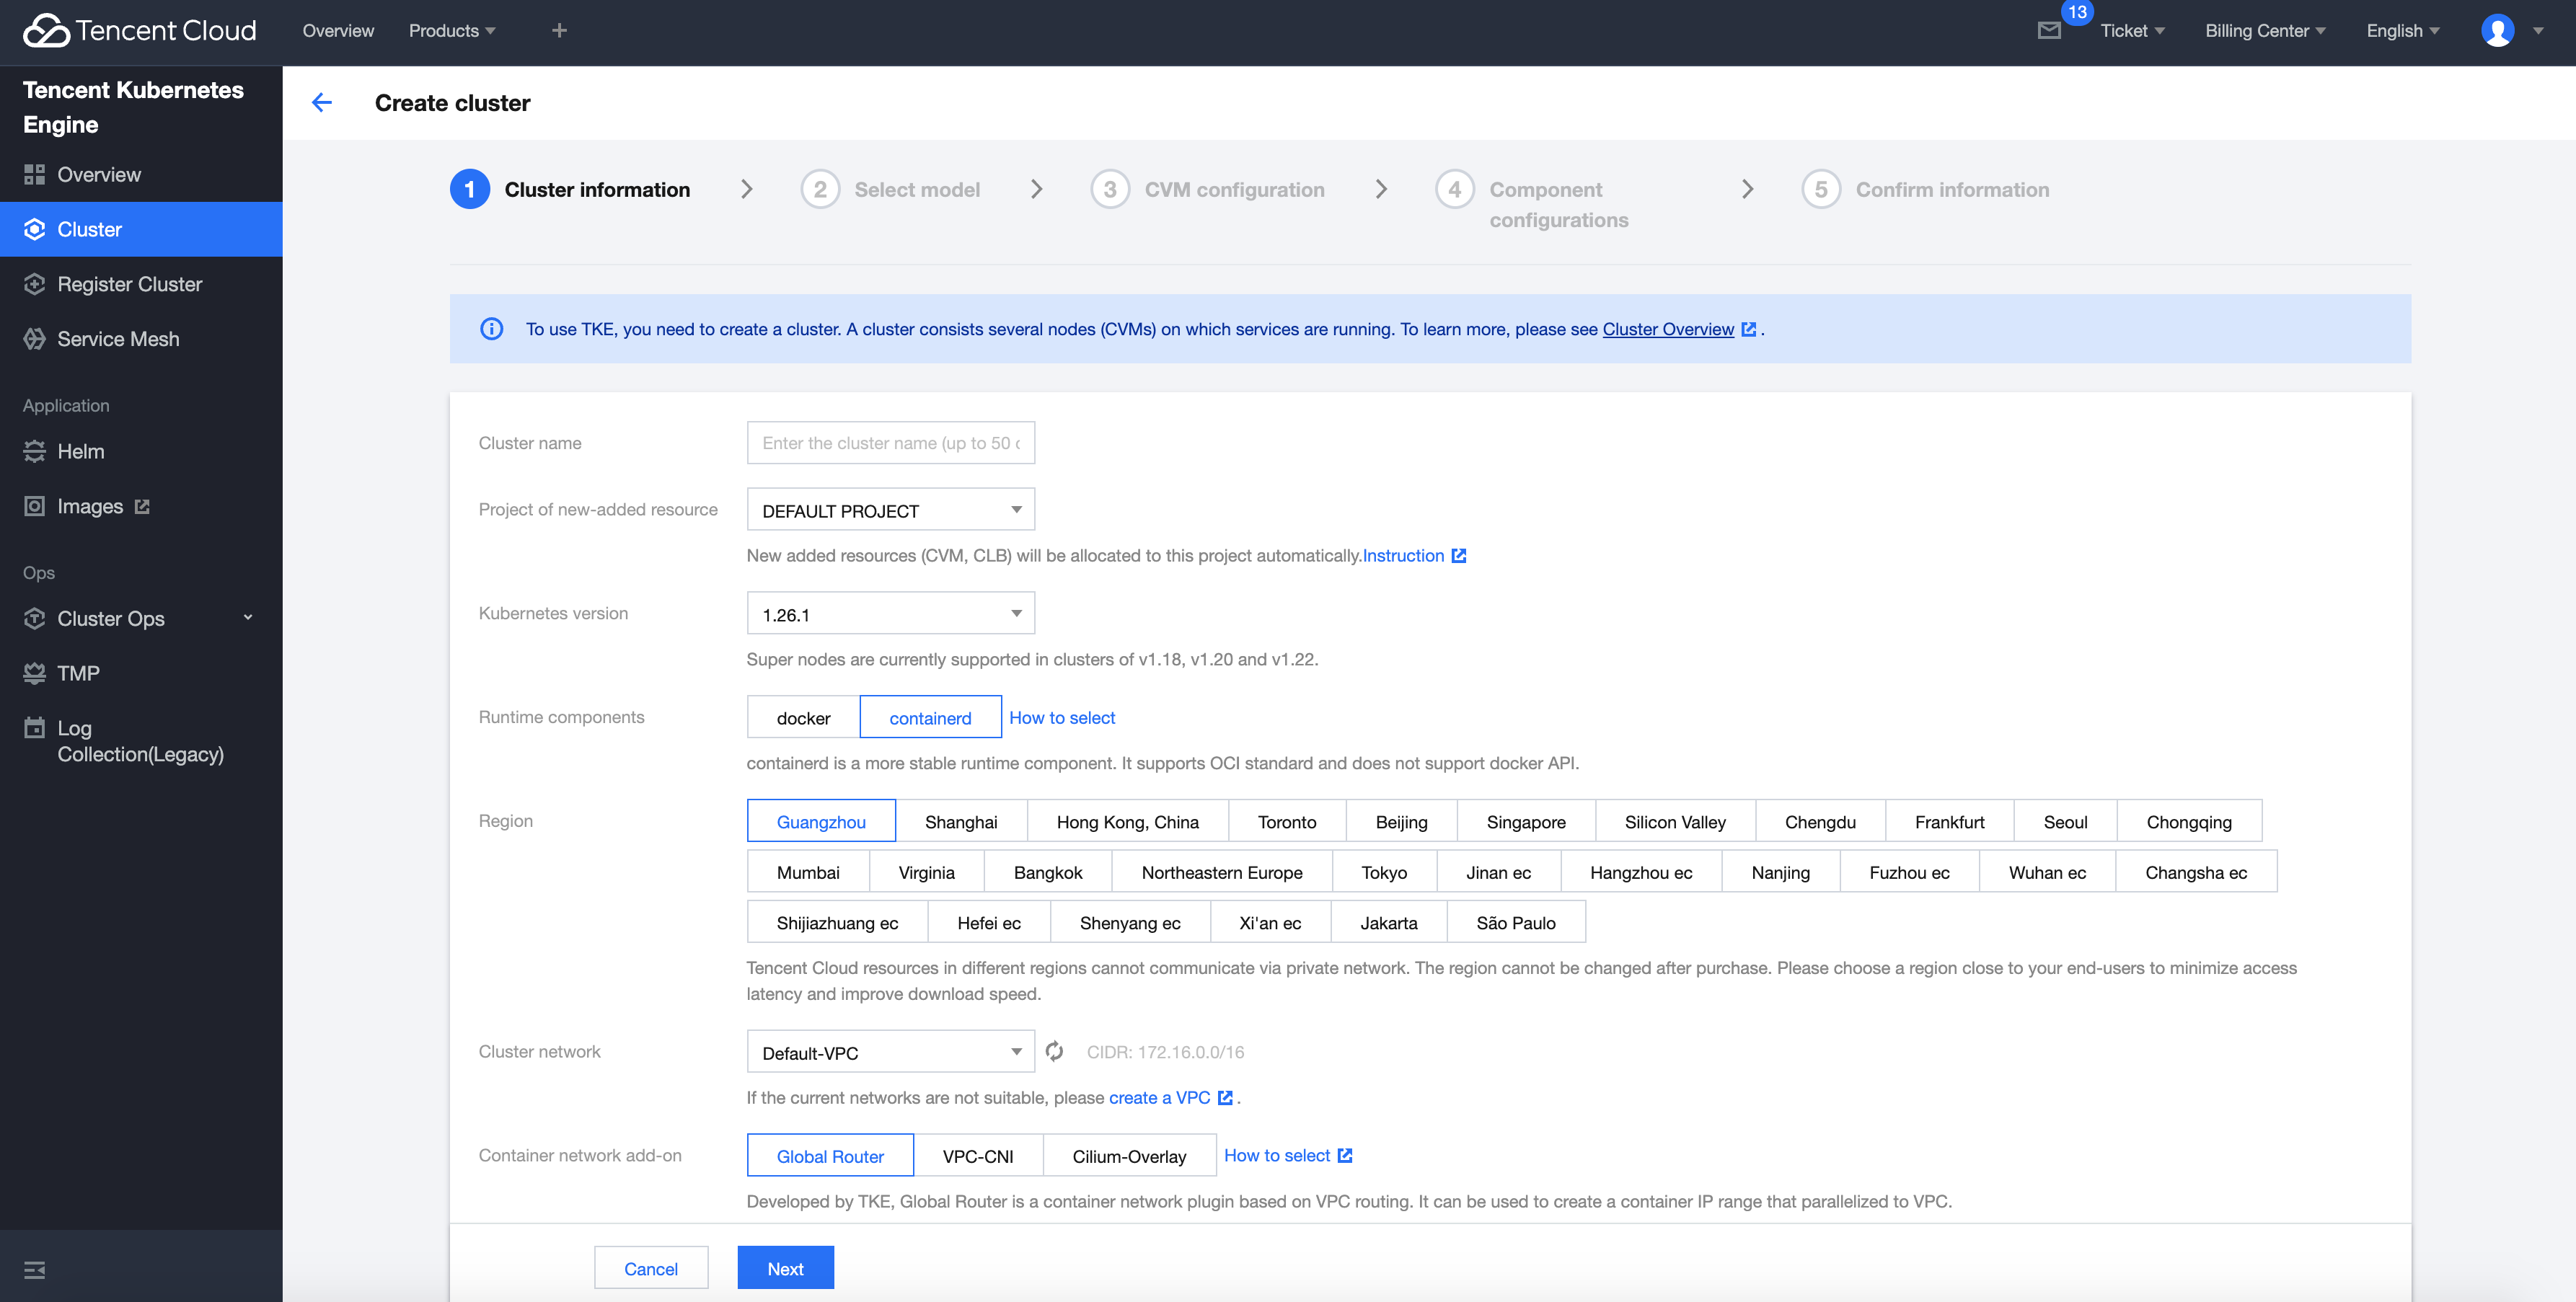 Tencent Cloud
Overview
Products
13
Ticket
Billing Center
English
Tencent Kubernetes
Engine
Overview
Cluster
Register Cluster
Service Mesh
Application
Helm
Images
Ops
Cluster Ops
TMP
Log
Collection(Legacy)
Create cluster
1 Cluster information
2 Select model
3 CVM configuration
4 Component
configurations
5 Confirm information
To use TKE, you need to create a cluster. A cluster consists several nodes (CVMs) on which services are running. To learn more, please see Cluster Overview .
Cluster name
Enter the cluster name (up to 50 c
Project of new-added resource
DEFAULT PROJECT
New added resources (CVM, CLB) will be allocated to this project automatically.Instruction
Kubernetes version
1.26.1
Super nodes are currently supported in clusters of v1.18, v1.20 and v1.22.
Runtime components
docker
containerd
How to select
containerd is a more stable runtime component. It supports OCI standard and does not support docker API.
Region
Guangzhou
Shanghai
Hong Kong, China
Toronto
Beijing
Singapore
Silicon Valley
Chengdu
Frankfurt
Seoul
Chongqing
Mumbai
Virginia
Bangkok
Northeastern Europe
Tokyo
Jinan ec
Hangzhou ec
Nanjing
Fuzhou ec
Wuhan ec
Changsha ec
Shijiazhuang ec
Hefei ec
Shenyang ec
Xi'an ec
Jakarta
São Paulo
Tencent Cloud resources in different regions cannot communicate via private network. The region cannot be changed after purchase. Please choose a region close to your end-users to minimize access
latency and improve download speed.
Cluster network
Default-VPC
CIDR: 172.16.0.0/16
If the current networks are not suitable, please create a VPC .
Container network add-on
Global Router
VPC-CNI
Cilium-Overlay
How to select
Developed by TKE, Global Router is a container network plugin based on VPC routing. It can be used to create a container IP range that parallelized to VPC.
Cancel
Next